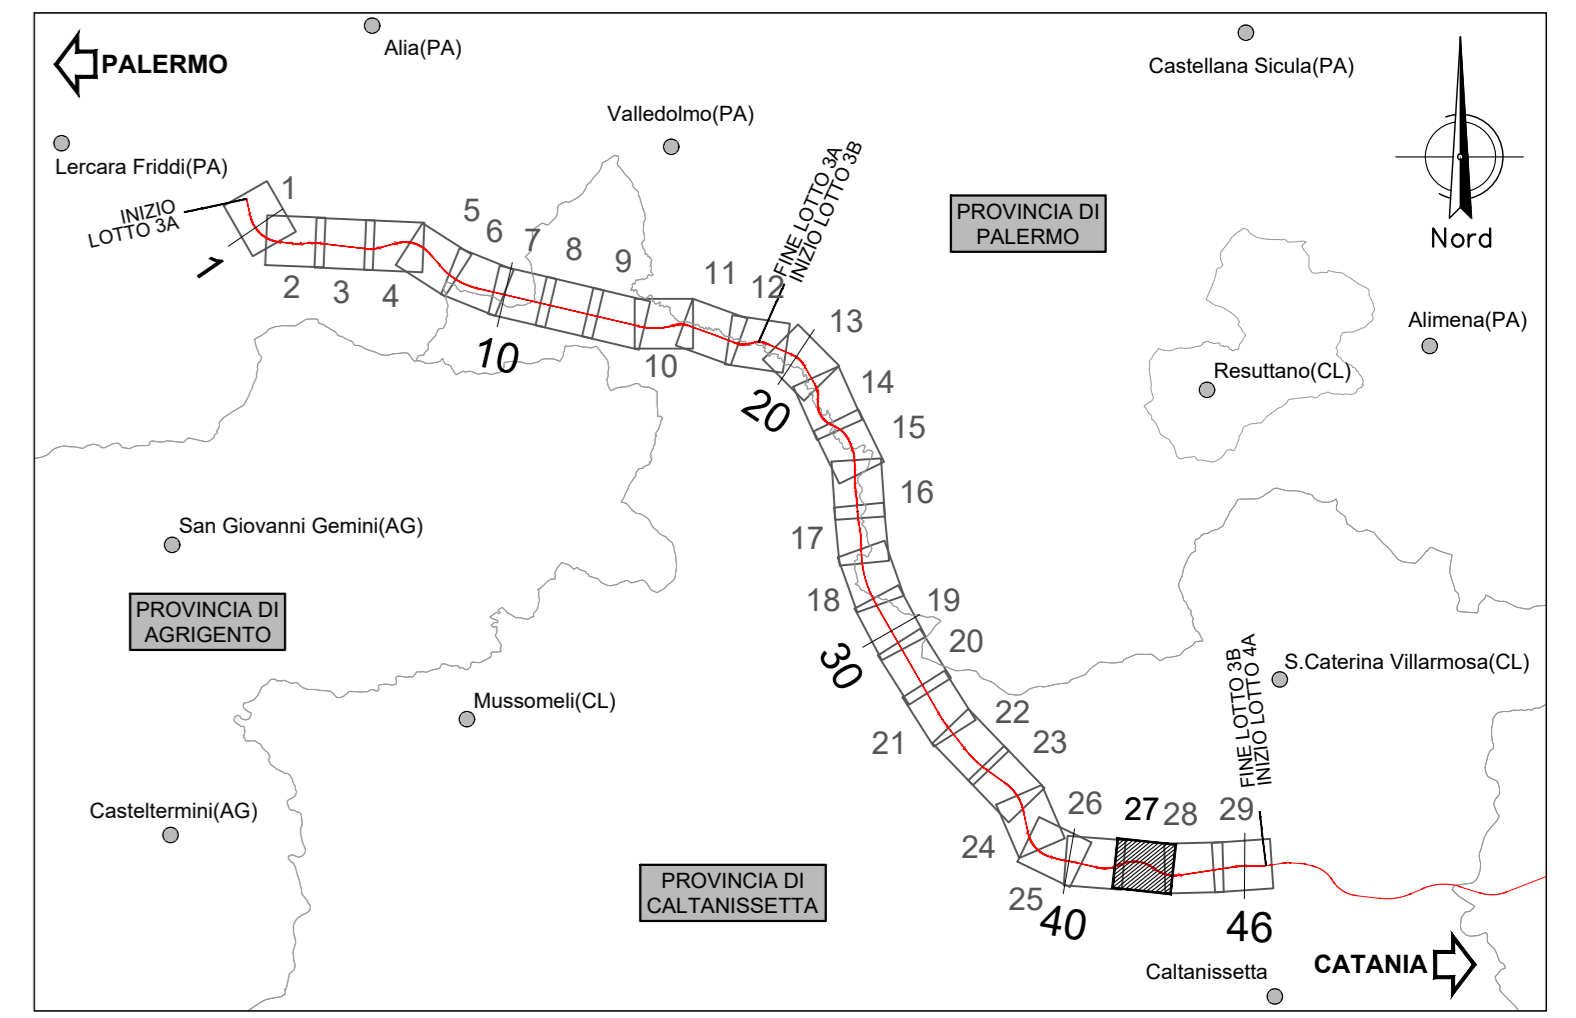 PALERMO
Alia(PA)
Castellana Sicula(PA)
Valledolmo(PA)
Lercara Friddi(PA)
Nord
INIZIO
LOTTO 3A
FINE LOTTO 3A
INIZIO LOTTO 3B
PROVINCIA DI
PALERMO
1
2
3
4
5
6
7
8
9
10
11
12
13
14
15
16
17
18
19
20
21
22
23
24
25
26
27
28
29
1
10
20
30
40
46
Alimena(PA)
Resuttano(CL)
San Giovanni Gemini(AG)
PROVINCIA DI
AGRIGENTO
Mussomeli(CL)
S.Caterina Villarmosa(CL)
FINE LOTTO 3B
INIZIO LOTTO 4A
Casteltermini(AG)
PROVINCIA DI
CALTANISSETTA
Caltanissetta
CATANIA